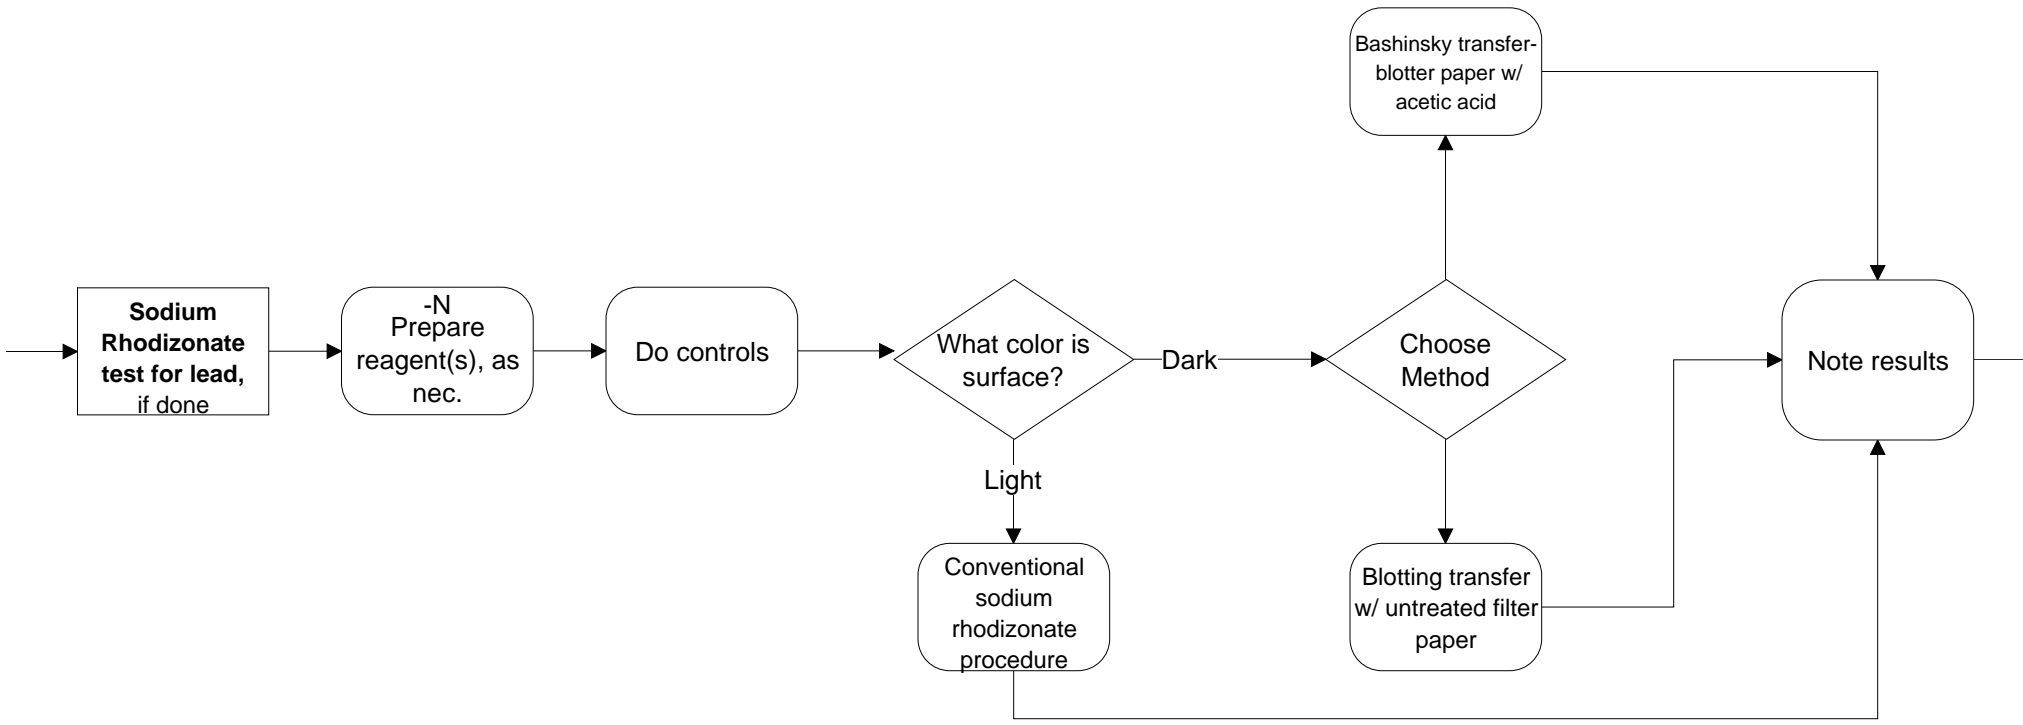 Bashinsky transfer-
blotter paper w/
acetic acid
Sodium
Rhodizonate
test for lead,
if done
-N
Prepare
reagent(s), as
nec.
Do controls
What color is
surface?
Dark
Choose
Method
Note results
Light
Conventional
sodium
rhodizonate
procedure
Blotting transfer
w/ untreated filter
paper